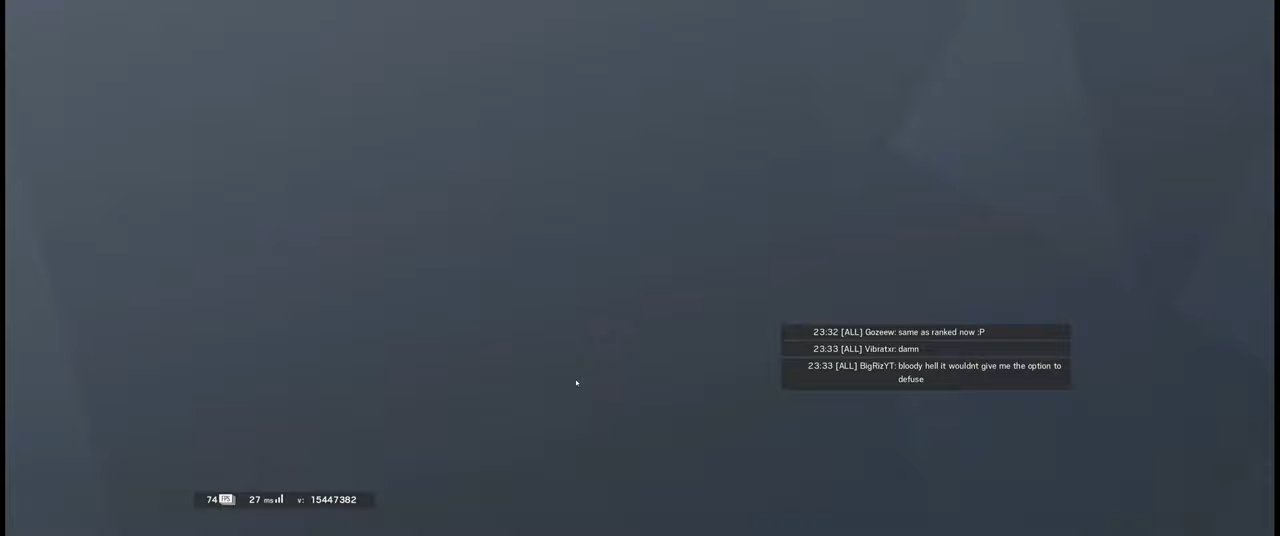 23:32 [ALL] Gozeew: same as ranked now :P
23:33 [ALL] Vibratxr: damn
23:33 [ALL] BigRizYT: bloody hell it wouldnt give me the option to
defuse
74 FPS 27 ms v: 15447382